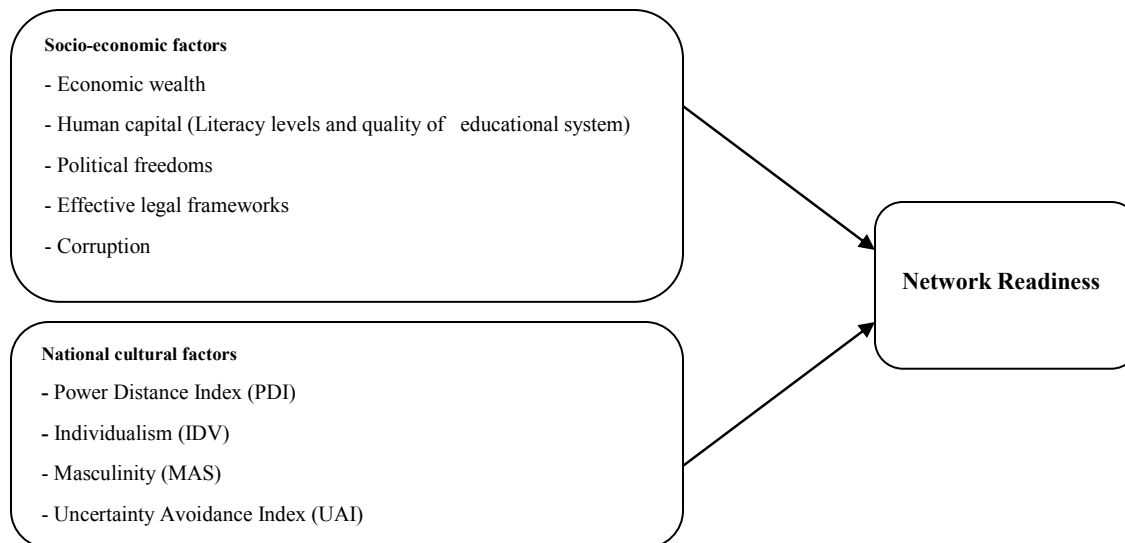 Socio-economic factors
- Economic wealth
- Human capital (Literacy levels and quality of educational system)
- Political freedoms
- Effective legal frameworks
- Corruption
Network Readiness
National cultural factors
- Power Distance Index (PDI)
- Individualism (IDV)
- Masculinity (MAS)
- Uncertainty Avoidance Index (UAI)